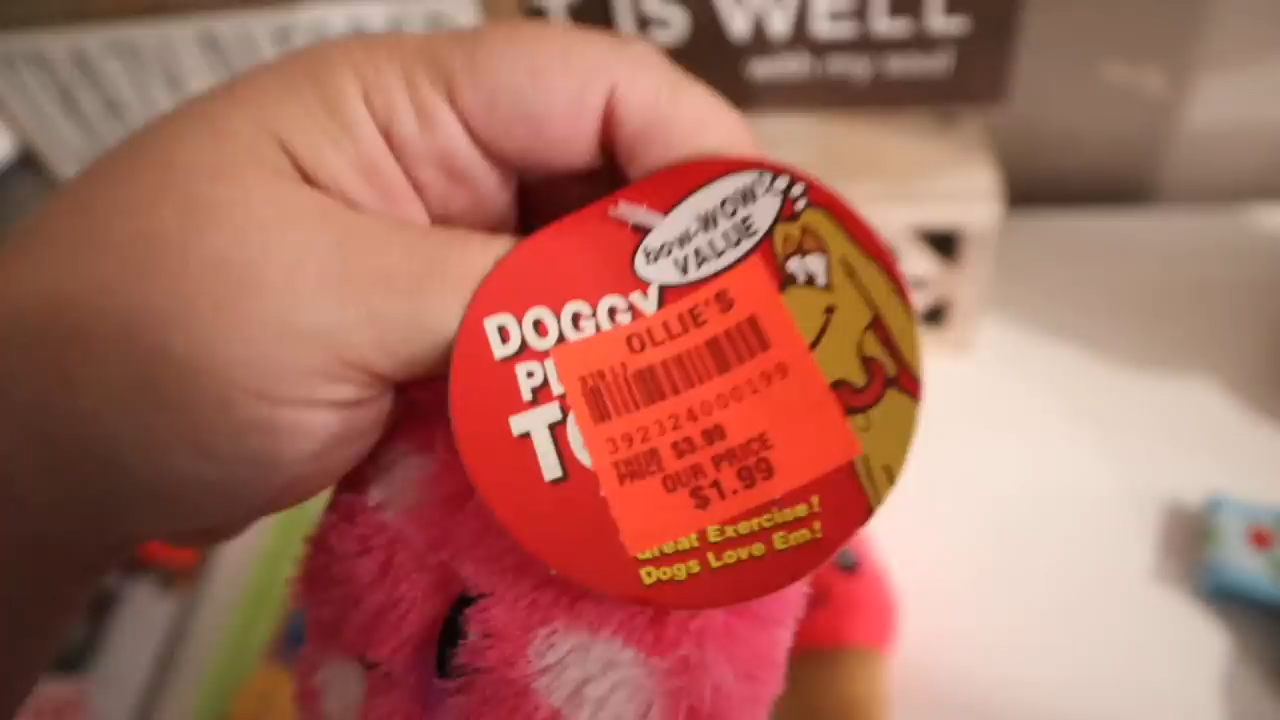 IS WELL
with my soul
bow-WOW!
VALUE
DOGGY
OLLIE'S
392324000199
PRICE $3.99
OUR PRICE
$1.99
Great Exercise!
Dogs Love Em!